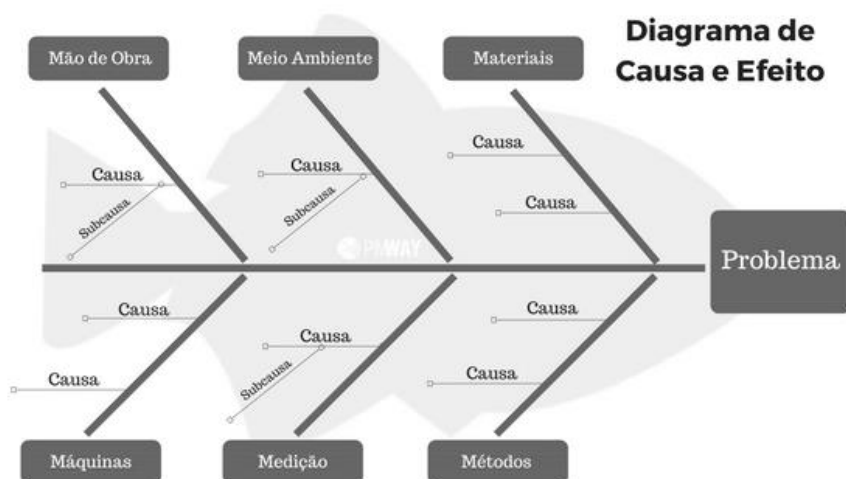 Diagrama de
Causa e Efeito
Mão de Obra
Meio Ambiente
Materiais
Causa
Subcausa
Causa
Subcausa
Causa
Causa
PMWAY
Problema
Causa
Causa
Causa
Subcausa
Causa
Causa
Máquinas
Medição
Métodos